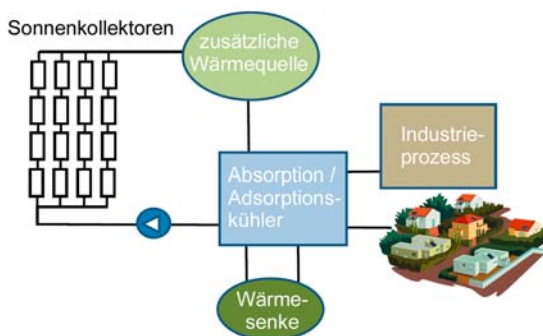 Sonnenkollektoren
zusätzliche
Wärmequelle
Industrie-
prozess
Absorption /
Adsorptions-
kühler
Wärme-
senke